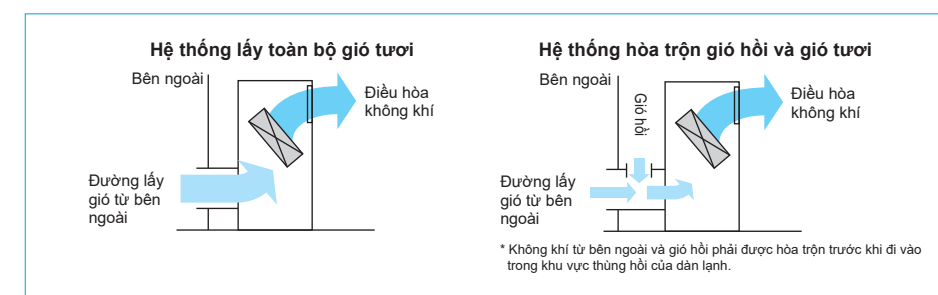 Hệ thống lấy toàn bộ gió tươi
Bên ngoài
Điều hòa
không khí
Đường lấy
gió từ bên
ngoài
Hệ thống hòa trộn gió hồi và gió tươi
Bên ngoài
Gió hồi
Điều hòa
không khí
Đường lấy
gió từ bên
ngoài
* Không khí từ bên ngoài và gió hồi phải được hòa trộn trước khi đi vào
trong khu vực thùng hồi của dàn lạnh.